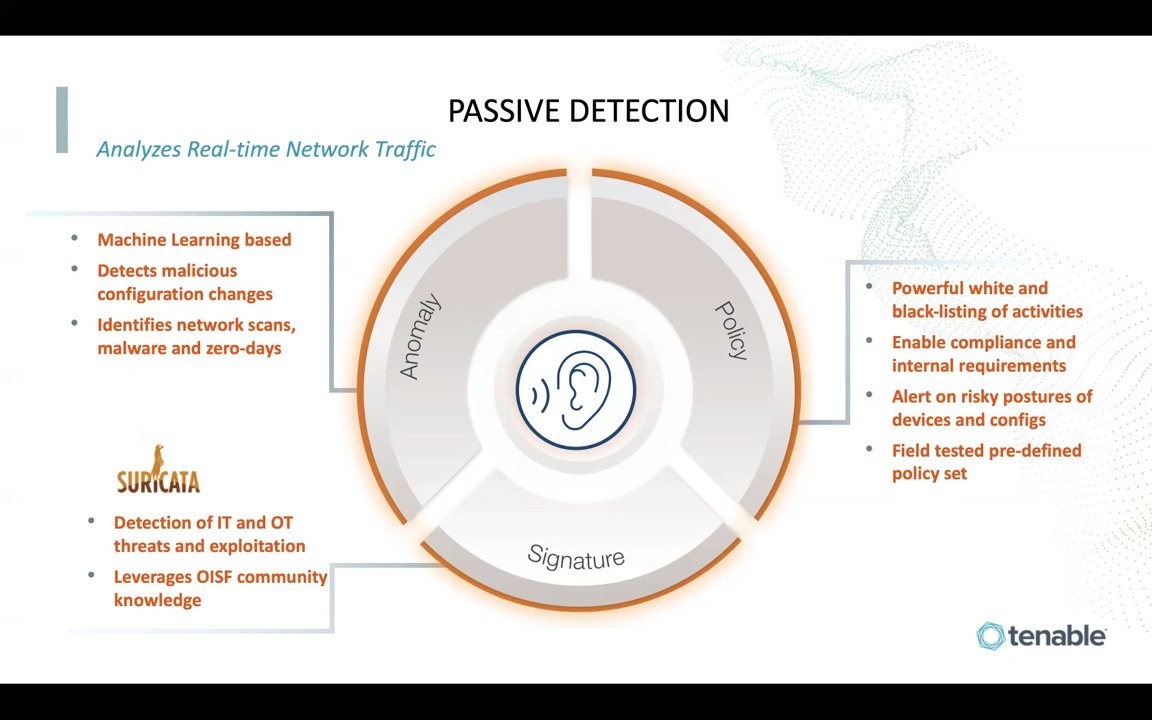 PASSIVE DETECTION
Analyzes Real-time Network Traffic
• Machine Learning based
• Detects malicious
configuration changes
• Identifies network scans,
malware and zero-days
Anomaly
Policy
• Powerful white and
black-listing of activities
• Enable compliance and
internal requirements
• Alert on risky postures of
devices and configs
• Field tested pre-defined
policy set
SURICATA
• Detection of IT and OT
threats and exploitation
• Leverages OISF community
knowledge
Signature
tenable